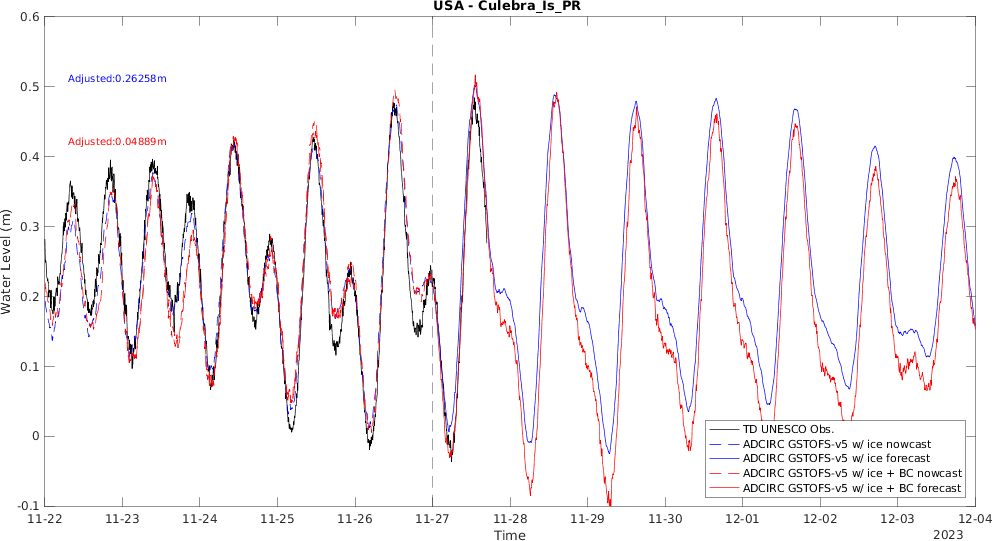 USA - Culebra_Is_PR
0.6
0.5
0.4
0.3
0.2
0.1
0
-0.1
Water Level (m)
Adjusted:0.26258m
Adjusted:0.04889m
TD UNESCO Obs.
ADCIRC GSTOFS-v5 w/ ice nowcast
ADCIRC GSTOFS-v5 w/ ice forecast
ADCIRC GSTOFS-v5 w/ ice + BC nowcast
ADCIRC GSTOFS-v5 w/ ice + BC forecast
11-22 11-23 11-24 11-25 11-26 11-27 11-28 11-29 11-30 12-01 12-02 12-03 12-04
Time
2023